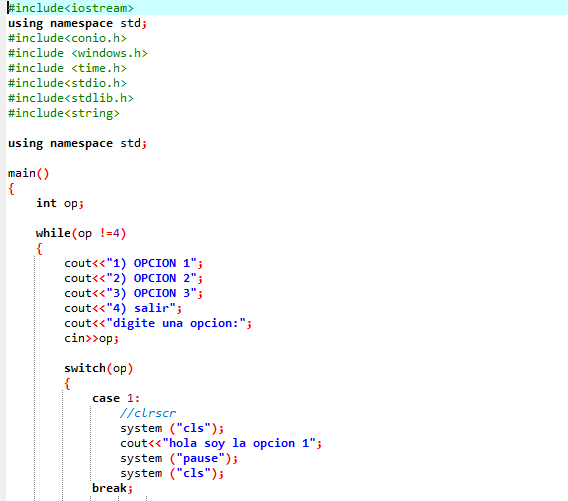 #include<iostream>
using namespace std;
#include<conio.h>
#include <windows.h>
#include <time.h>
#include<stdio.h>
#include<stdlib.h>
#include<string>

using namespace std;

main()
{
    int op;

    while(op !=4)
    {
        cout<<"1) OPCION 1";
        cout<<"2) OPCION 2";
        cout<<"3) OPCION 3";
        cout<<"4) salir";
        cout<<"digite una opcion:";
        cin>>op;

        switch(op)
        {
            case 1:
                //clrscr
                system ("cls");
                cout<<"hola soy la opcion 1";
                system ("pause");
                system ("cls");
            break;